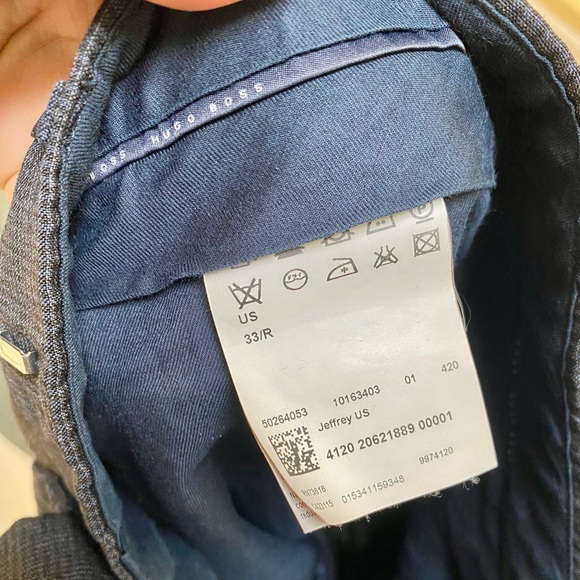 BOSS HUGO BOSS
US
33/R
50264053 10163403 01 420
Jeffrey US
4120 20621889 00001
9974120
015341159348